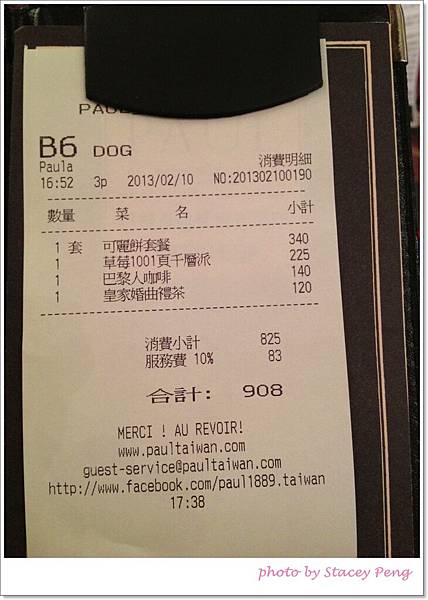 PAUL
B6 DOG
Paula 消費明細
16:52 3p 2013/02/10 NO:201302100190
數量 菜 名 小計
1 套 可麗餅套餐 340
1 草莓1001頁千層派 225
1 巴黎人咖啡 140
1 皇家婚曲禮茶 120
消費小計 825
服務費 10% 83
合計: 908
MERCI ! AU REVOIR!
www.paultaiwan.com
guest-service@paultaiwan.com
http://www.facebook.com/paul1889.taiwan
17:38
photo by Stacey Peng